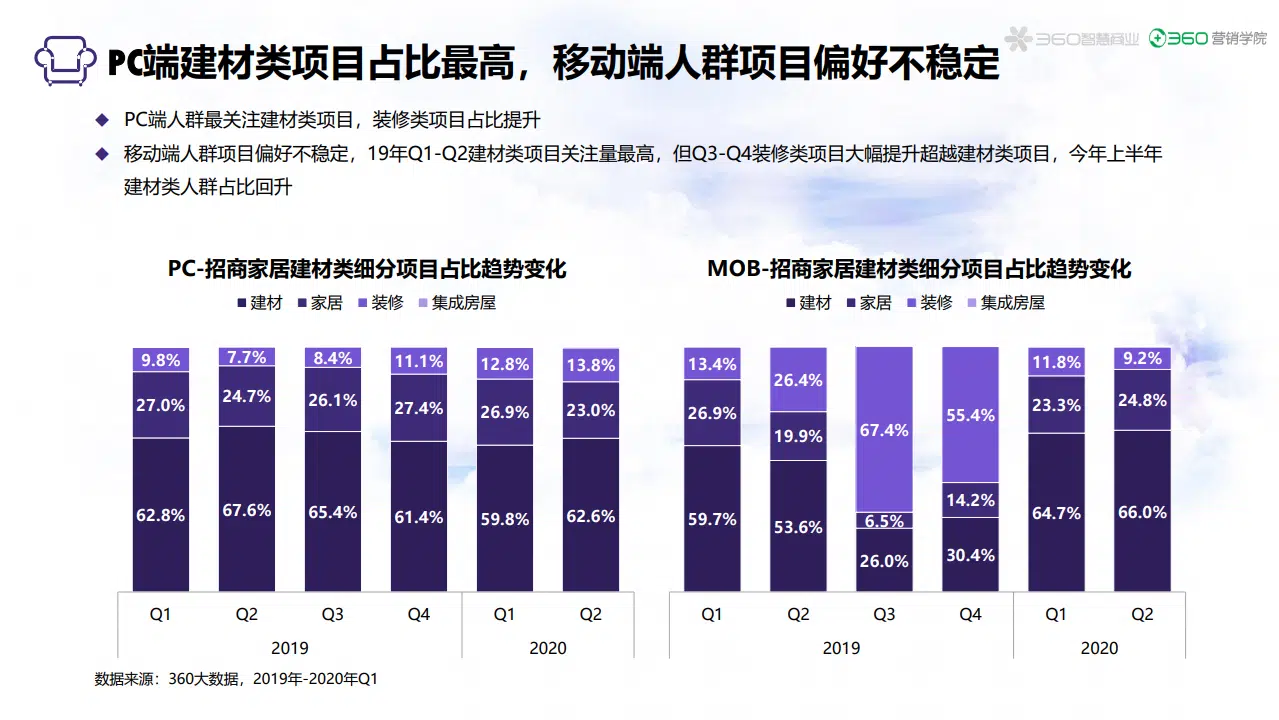 PC端建材类项目占比最高，移动端人群项目偏好不稳定
360智慧商业 360营销学院
PC端人群最关注建材类项目，装修类项目占比提升
移动端人群项目偏好不稳定，19年Q1-Q2建材类项目关注量最高，但Q3-Q4装修类项目大幅提升超越建材类项目，今年上半年
建材类人群占比回升
PC-招商家居建材类细分项目占比趋势变化
建材 家居 装修 集成房屋
9.8% 7.7% 8.4% 11.1% 12.8% 13.8%
27.0% 24.7% 26.1% 27.4% 26.9% 23.0%
62.8% 67.6% 65.4% 61.4% 59.8% 62.6%
Q1 Q2 Q3 Q4 Q1 Q2
2019 2020
MOB-招商家居建材类细分项目占比趋势变化
建材 家居 装修 集成房屋
13.4% 26.4% 67.4% 55.4% 11.8% 9.2%
26.9% 19.9% 6.5% 14.2% 23.3% 24.8%
59.7% 53.6% 26.0% 30.4% 64.7% 66.0%
Q1 Q2 Q3 Q4 Q1 Q2
2019 2020
数据来源：360大数据，2019年-2020年Q1